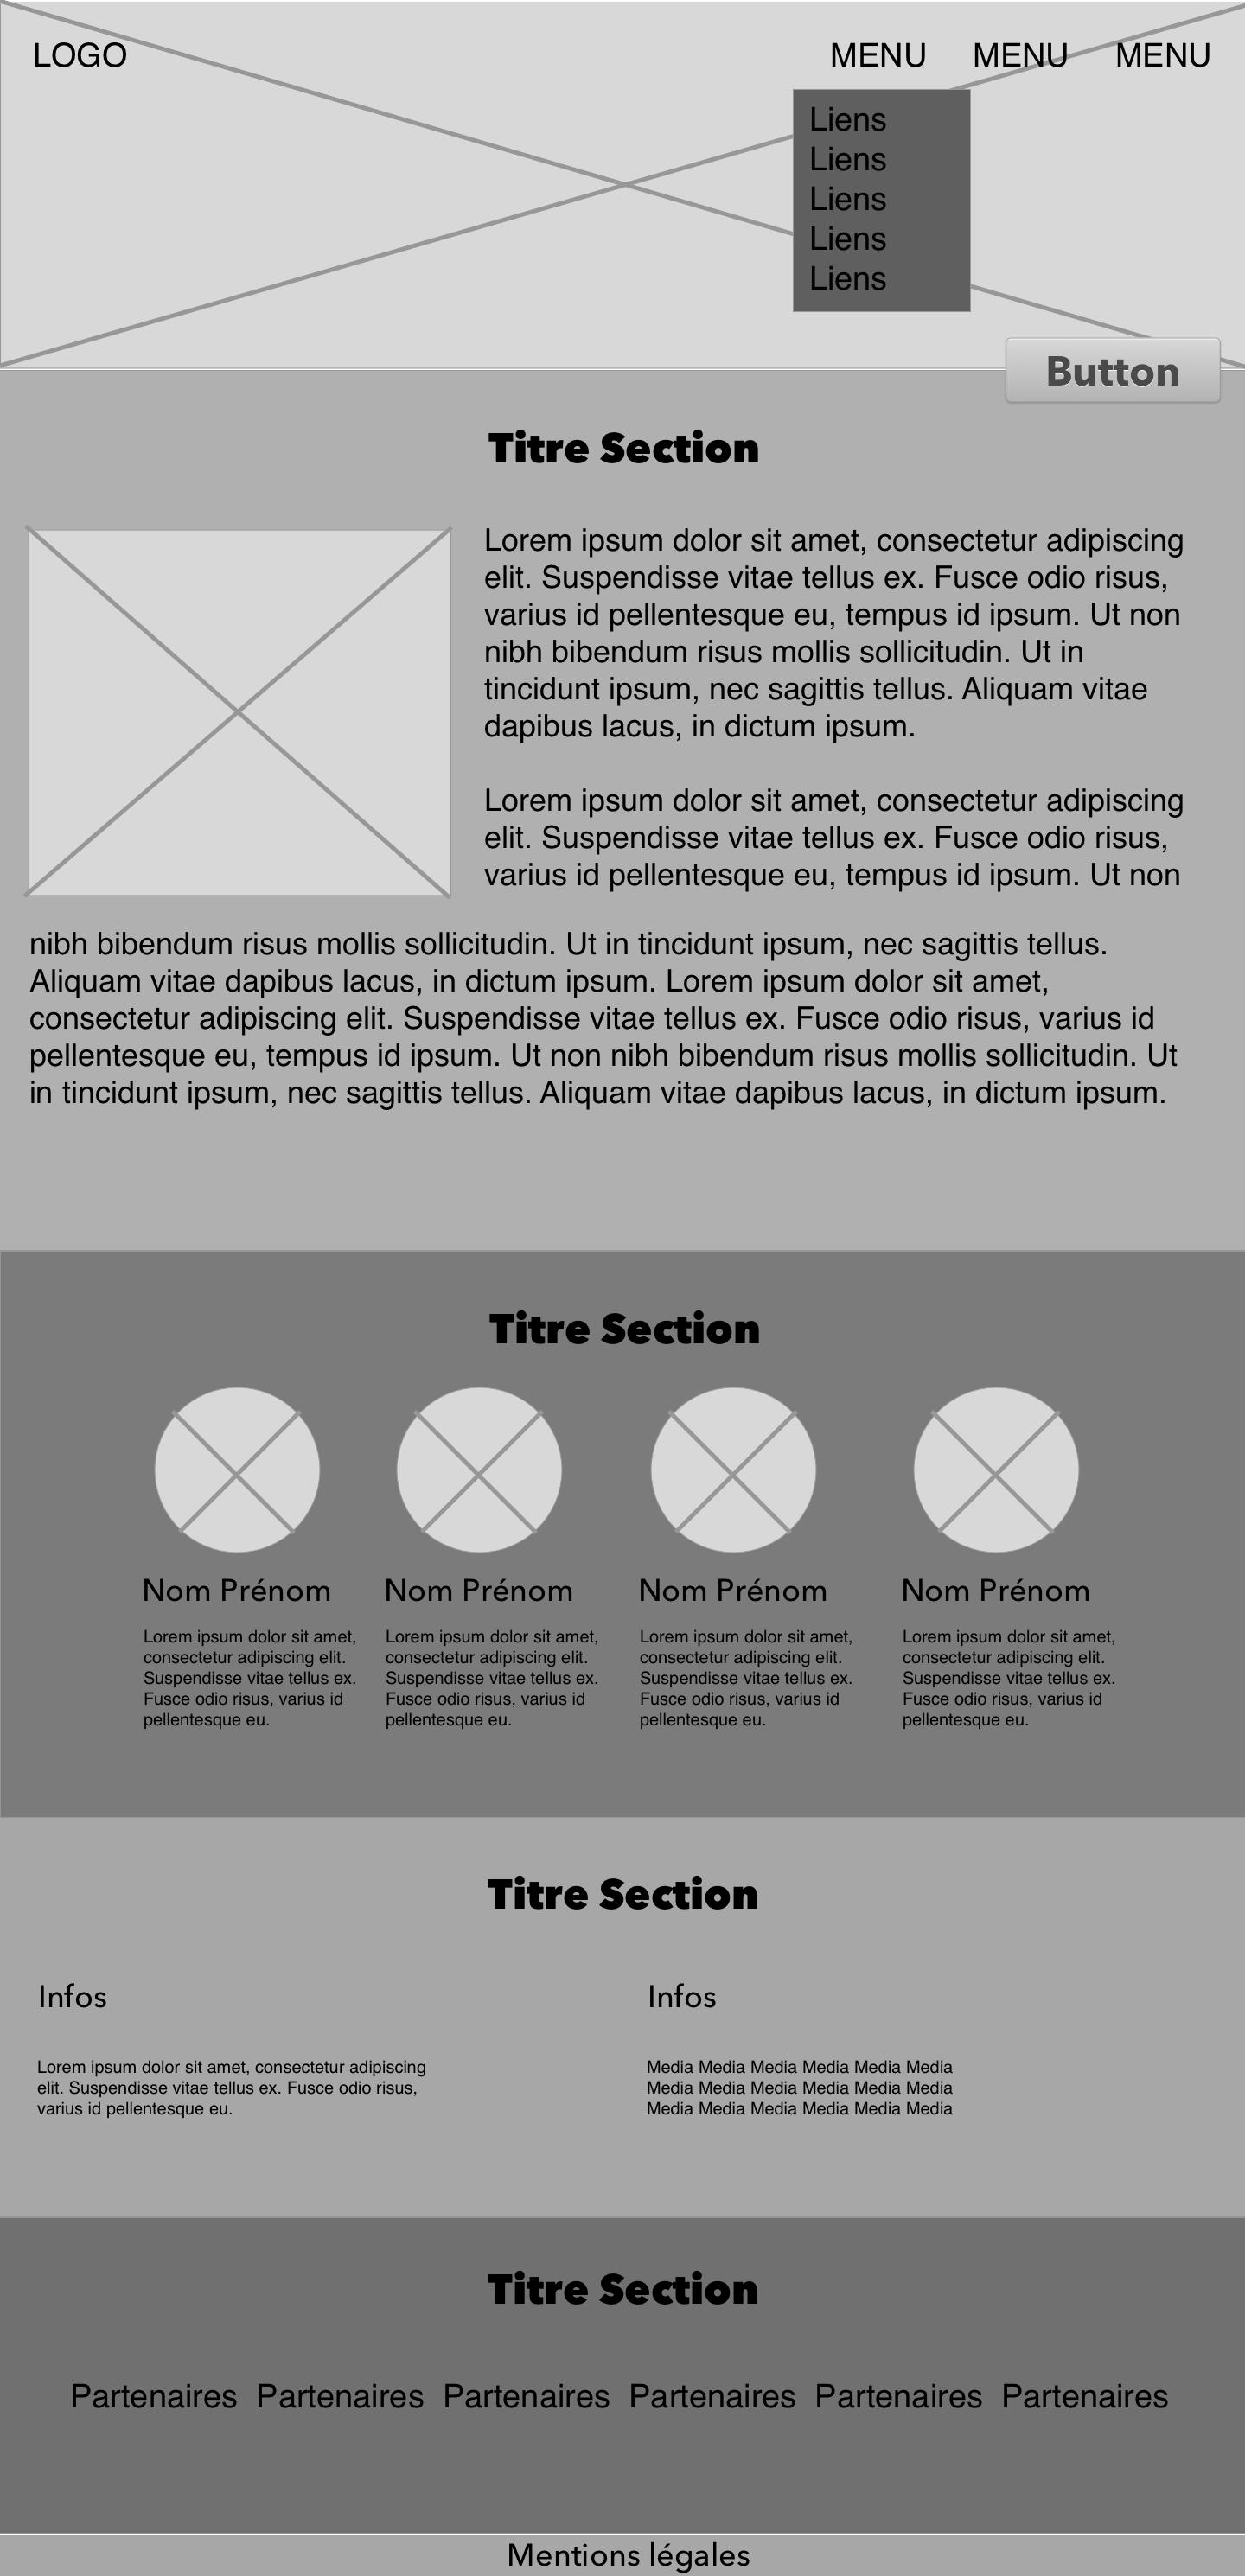 LOGO MENU MENU MENU
Liens
Liens
Liens
Liens
Liens
Button
Titre Section
Lorem ipsum dolor sit amet, consectetur adipiscing
elit. Suspendisse vitae tellus ex. Fusce odio risus,
varius id pellentesque eu, tempus id ipsum. Ut non
nibh bibendum risus mollis sollicitudin. Ut in
tincidunt ipsum, nec sagittis tellus. Aliquam vitae
dapibus lacus, in dictum ipsum.
Lorem ipsum dolor sit amet, consectetur adipiscing
elit. Suspendisse vitae tellus ex. Fusce odio risus,
varius id pellentesque eu, tempus id ipsum. Ut non
nibh bibendum risus mollis sollicitudin. Ut in tincidunt ipsum, nec sagittis tellus.
Aliquam vitae dapibus lacus, in dictum ipsum. Lorem ipsum dolor sit amet,
consectetur adipiscing elit. Suspendisse vitae tellus ex. Fusce odio risus, varius id
pellentesque eu, tempus id ipsum. Ut non nibh bibendum risus mollis sollicitudin. Ut
in tincidunt ipsum, nec sagittis tellus. Aliquam vitae dapibus lacus, in dictum ipsum.
Titre Section
Nom Prénom
Lorem ipsum dolor sit amet,
consectetur adipiscing elit.
Suspendisse vitae tellus ex.
Fusce odio risus, varius id
pellentesque eu.
Nom Prénom
Lorem ipsum dolor sit amet,
consectetur adipiscing elit.
Suspendisse vitae tellus ex.
Fusce odio risus, varius id
pellentesque eu.
Nom Prénom
Lorem ipsum dolor sit amet,
consectetur adipiscing elit.
Suspendisse vitae tellus ex.
Fusce odio risus, varius id
pellentesque eu.
Nom Prénom
Lorem ipsum dolor sit amet,
consectetur adipiscing elit.
Suspendisse vitae tellus ex.
Fusce odio risus, varius id
pellentesque eu.
Titre Section
Infos
Lorem ipsum dolor sit amet, consectetur adipiscing
elit. Suspendisse vitae tellus ex. Fusce odio risus,
varius id pellentesque eu.
Infos
Media Media Media Media Media Media
Media Media Media Media Media Media
Media Media Media Media Media Media
Titre Section
Partenaires Partenaires Partenaires Partenaires Partenaires Partenaires
Mentions légales